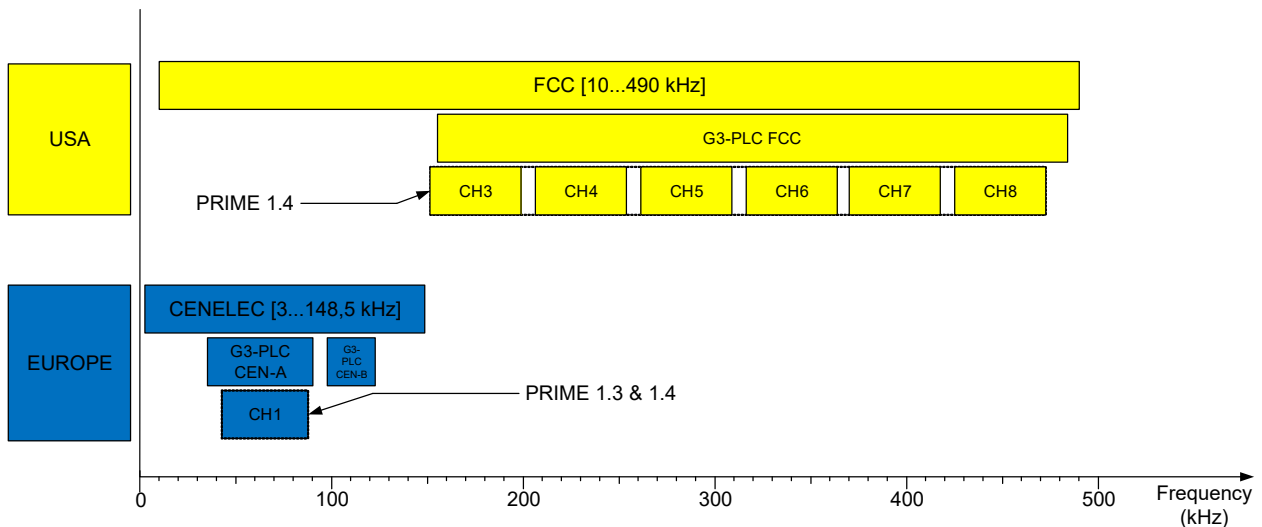 FCC [10...490 kHz]
USA
G3-PLC FCC
CH3 CH4 CH5 CH6 CH7 CH8
PRIME 1.4
CENELEC [3...148,5 kHz]
EUROPE
G3-PLC
CEN-A
G3-
PLC
CEN-B
CH1
PRIME 1.3 & 1.4
0 100 200 300 400 500
Frequency
(kHz)